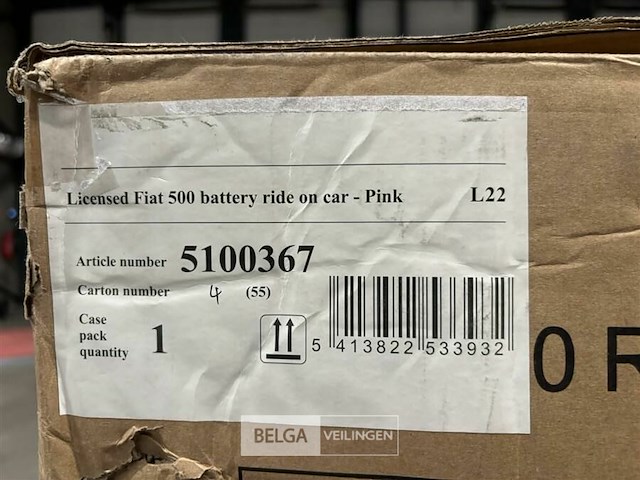 Licensed Fiat 500 battery ride on car - Pink L22
Article number 5100367
Carton number 4 (55)
Case
pack
quantity 1
5 413822 533932
0 R
BELGA VEILINGEN